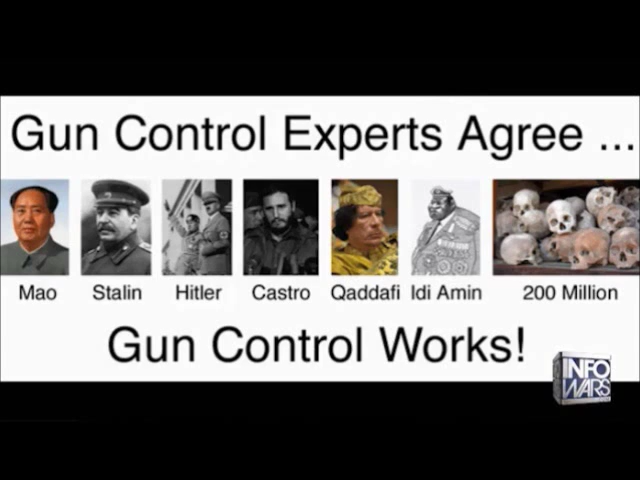 Gun Control Experts Agree ...
Mao Stalin Hitler Castro Qaddafi Idi Amin 200 Million
Gun Control Works!
INFO
WARS